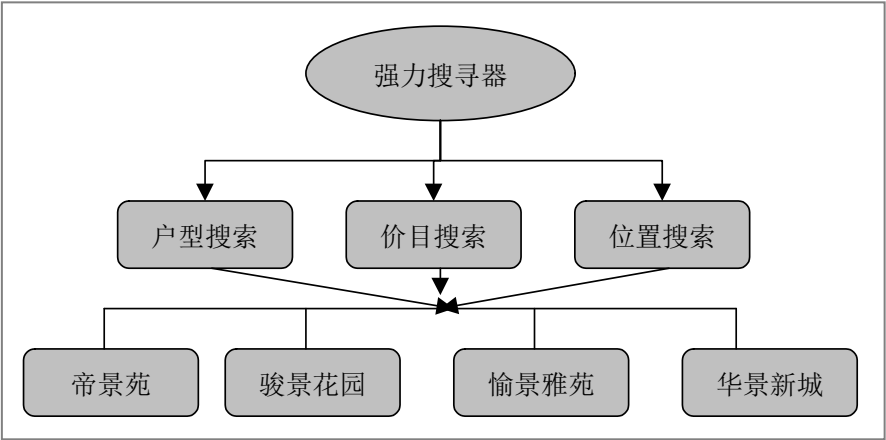 强力搜寻器
户型搜索
价目搜索
位置搜索
帝景苑
骏景花园
愉景雅苑
华景新城